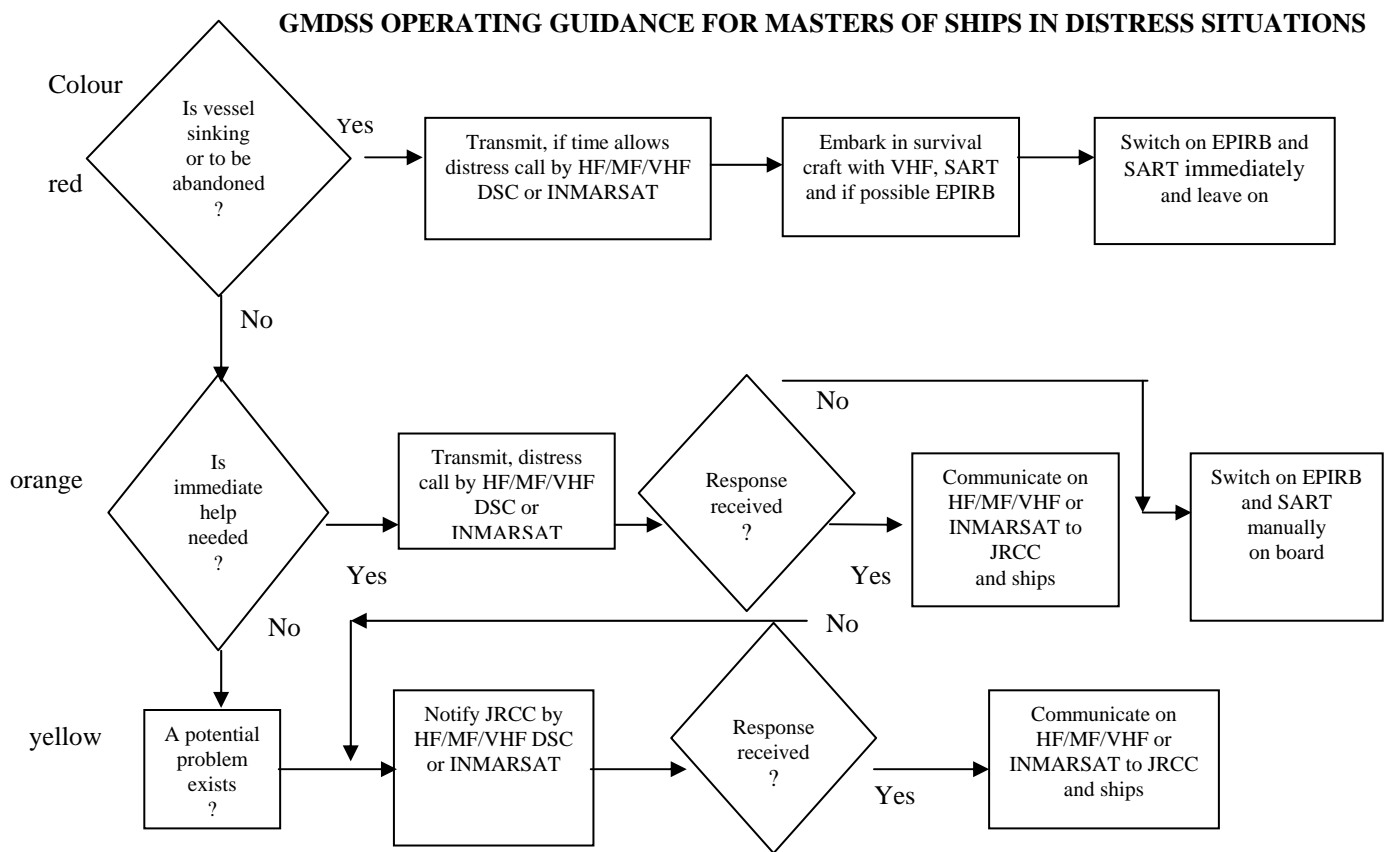 GMDSS OPERATING GUIDANCE FOR MASTERS OF SHIPS IN DISTRESS SITUATIONS
Colour
red
Is vessel
sinking
or to be
abandoned
?
Yes
Transmit, if time allows
distress call by HF/MF/VHF
DSC or INMARSAT
Embark in survival
craft with VHF, SART
and if possible EPIRB
Switch on EPIRB and
SART immediately
and leave on
No
orange
Is
immediate
help
needed
?
Yes
Transmit, distress
call by HF/MF/VHF
DSC or
INMARSAT
Response
received
?
No
Yes
Communicate on
HF/MF/VHF or
INMARSAT to
JRCC
and ships
Switch on EPIRB
and SART
manually
on board
No
yellow
A potential
problem
exists
?
Notify JRCC by
HF/MF/VHF DSC
or INMARSAT
Response
received
?
No
Yes
Communicate on
HF/MF/VHF or
INMARSAT to JRCC
and ships